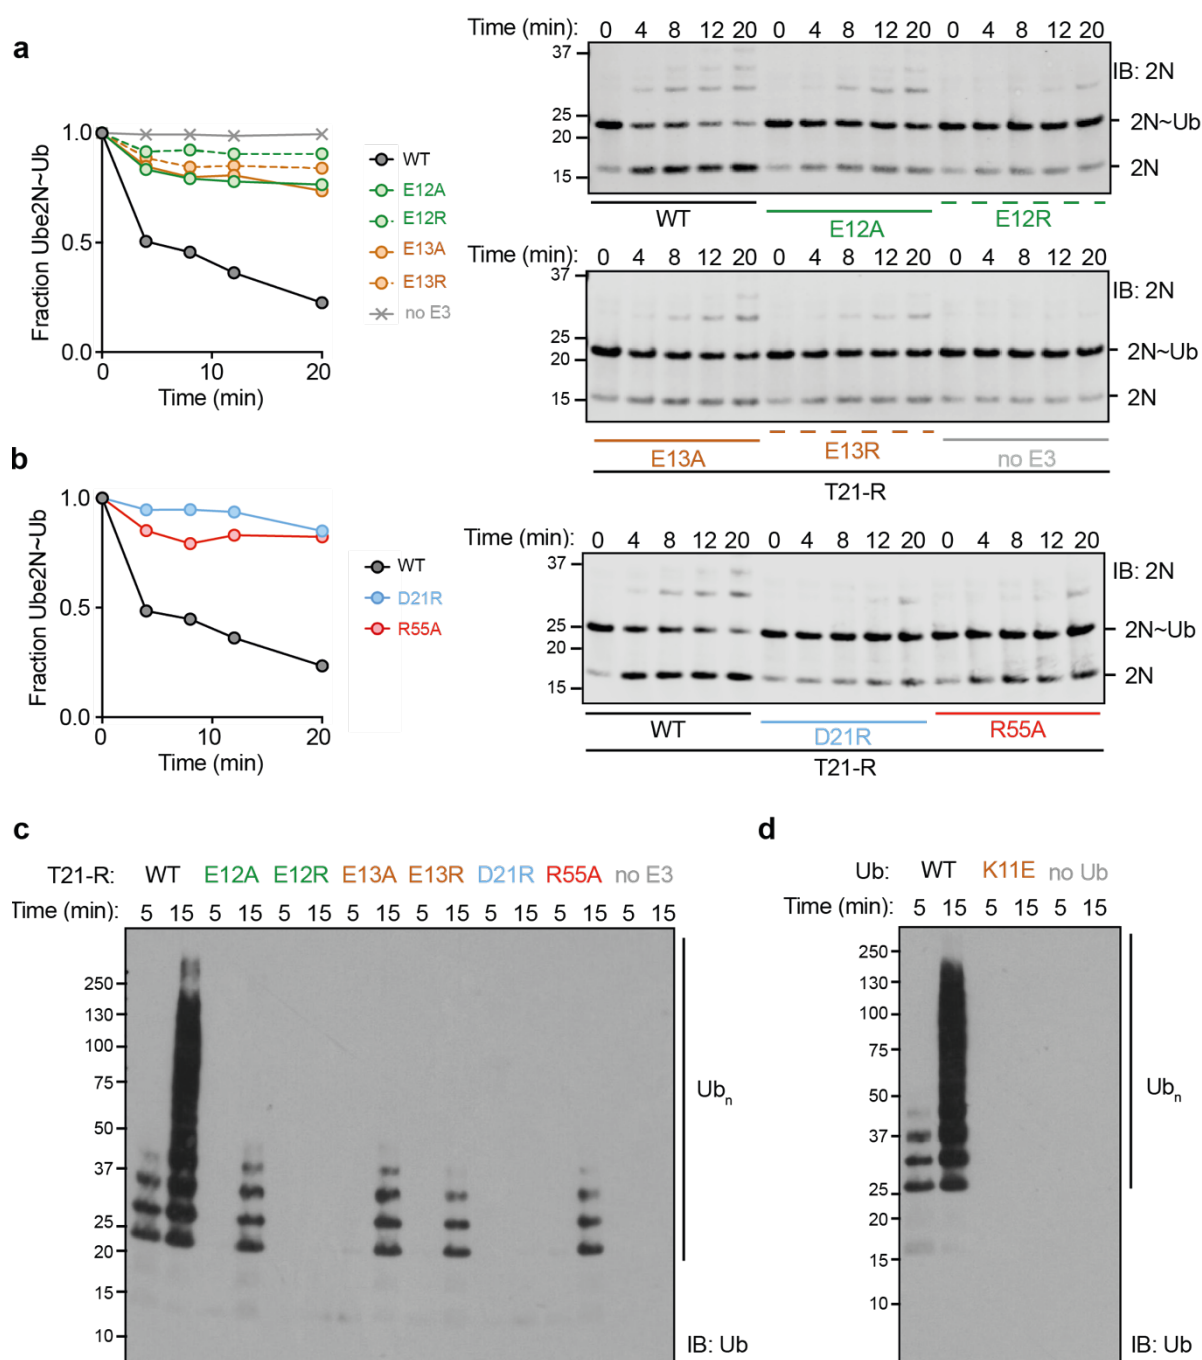 a
Fraction Ube2N~Ub
1.0
0.5
0.0
0 10 20
Time (min)
WT
E12A
E12R
E13A
E13R
no E3
Time (min): 0 4 8 12 20 0 4 8 12 20 0 4 8 12 20
37
25
20
15
IB: 2N
2N~Ub
2N
WT E12A E12R
Time (min): 0 4 8 12 20 0 4 8 12 20 0 4 8 12 20
37
25
20
15
IB: 2N
2N~Ub
2N
E13A E13R no E3
T21-R
b
Fraction Ube2N~Ub
1.0
0.5
0.0
0 10 20
Time (min)
WT
D21R
R55A
Time (min): 0 4 8 12 20 0 4 8 12 20 0 4 8 12 20
37
25
20
15
IB: 2N
2N~Ub
2N
WT D21R R55A
T21-R
c
T21-R: WT E12A E12R E13A E13R D21R R55A no E3
Time (min): 5 15 5 15 5 15 5 15 5 15 5 15 5 15 5 15
250
130
100
75
50
37
25
20
15
10
Ubn
IB: Ub
d
Ub: WT K11E no Ub
Time (min): 5 15 5 15 5 15
250
130
100
75
50
37
25
20
15
10
Ubn
IB: Ub